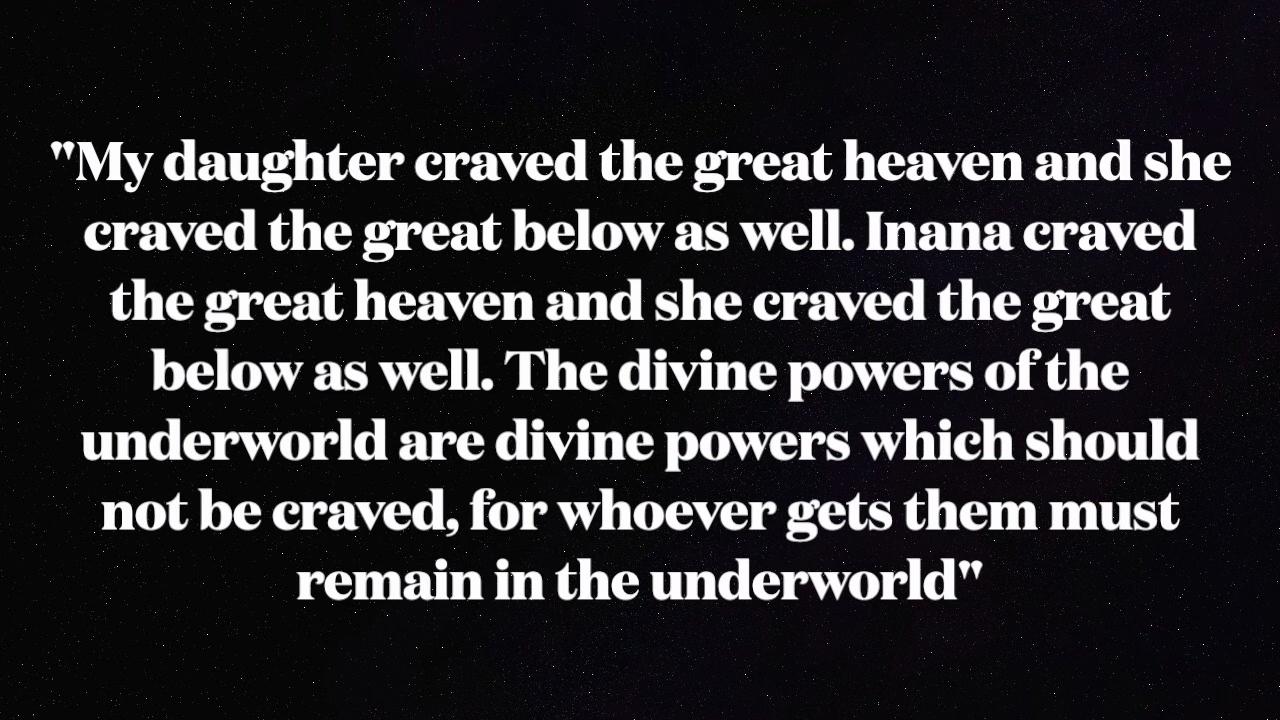 "My daughter craved the great heaven and she
craved the great below as well. Inana craved
the great heaven and she craved the great
below as well. The divine powers of the
underworld are divine powers which should
not be craved, for whoever gets them must
remain in the underworld"